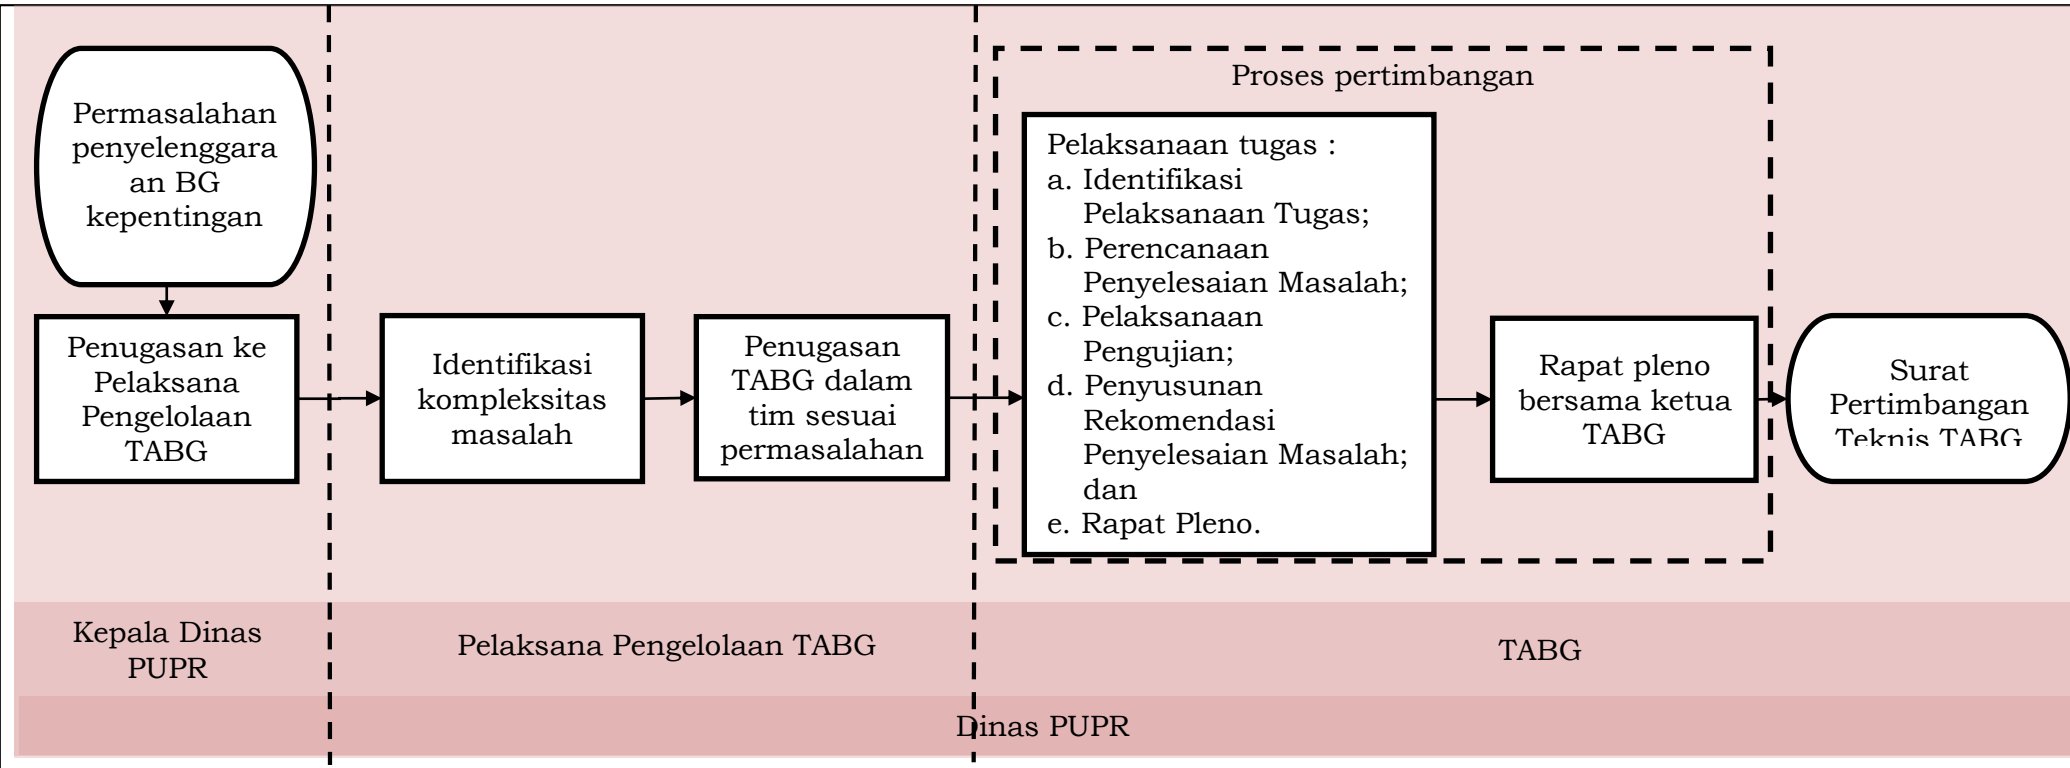 Permasalahan
penyelenggara
an BG
kepentingan
Penugasan ke
Pelaksana
Pengelolaan
TABG
Identifikasi
kompleksitas
masalah
Penugasan
TABG dalam
tim sesuai
permasalahan
Proses pertimbangan
Pelaksanaan tugas :
a. Identifikasi
Pelaksanaan Tugas;
b. Perencanaan
Penyelesaian Masalah;
c. Pelaksanaan
Pengujian;
d. Penyusunan
Rekomendasi
Penyelesaian Masalah;
dan
e. Rapat Pleno.
Rapat pleno
bersama ketua
TABG
Surat
Pertimbangan
Teknis TABG
Kepala Dinas
PUPR
Pelaksana Pengelolaan TABG
TABG
Dinas PUPR